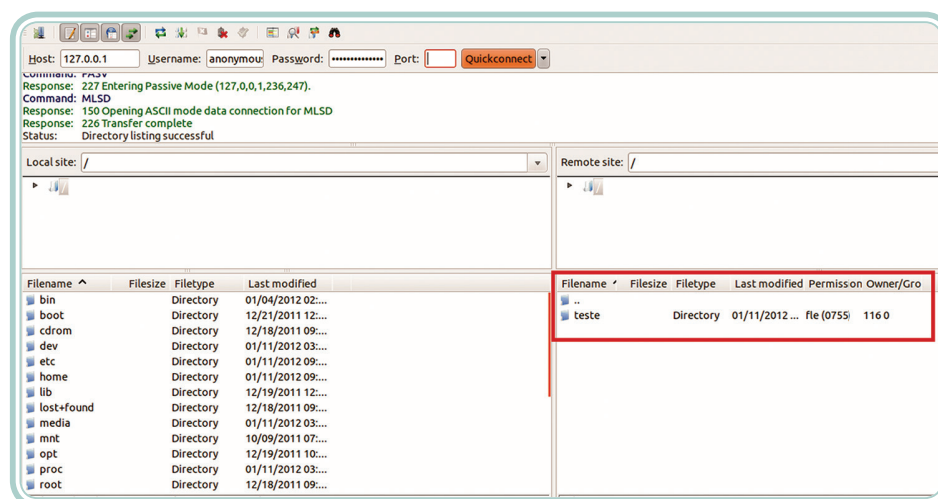 Host: 127.0.0.1 Username: anonymou Password: •••••••••••••• Port: Quickconnect
Command: PASV
Response: 227 Entering Passive Mode (127,0,0,1,236,247).
Command: MLSD
Response: 150 Opening ASCII mode data connection for MLSD
Response: 226 Transfer complete
Status: Directory listing successful
Local site: /
Remote site: /
/
/
Filename Filesize Filetype Last modified
bin Directory 01/04/2012 02:...
boot Directory 12/21/2011 12:...
cdrom Directory 12/18/2011 09:...
dev Directory 01/11/2012 03:...
etc Directory 01/11/2012 09:...
home Directory 01/11/2012 09:...
lib Directory 12/19/2011 12:...
lost+found Directory 12/18/2011 09:...
media Directory 01/11/2012 03:...
mnt Directory 10/09/2011 07:...
opt Directory 12/19/2011 10:...
proc Directory 01/11/2012 03:...
root Directory 12/18/2011 09:...
Filename Filesize Filetype Last modified Permission Owner/Gro
..
teste Directory 01/11/2012 ... fle (0755) 116 0